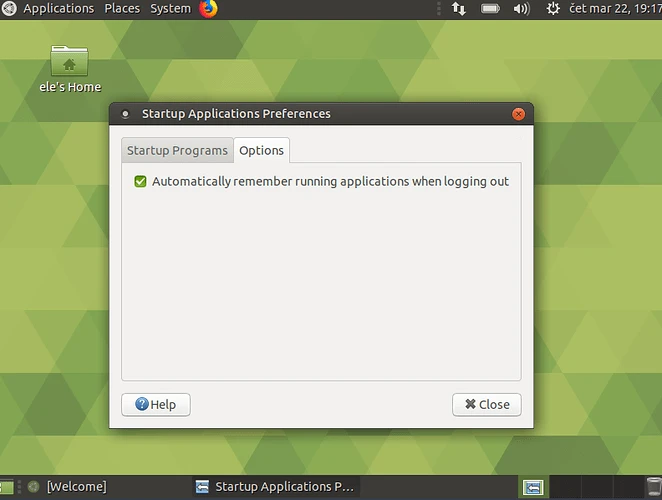 Applications Places System
čet mar 22, 19:17
ele's Home
Startup Applications Preferences
Startup Programs Options
Automatically remember running applications when logging out
Help Close
[Welcome] Startup Applications P...